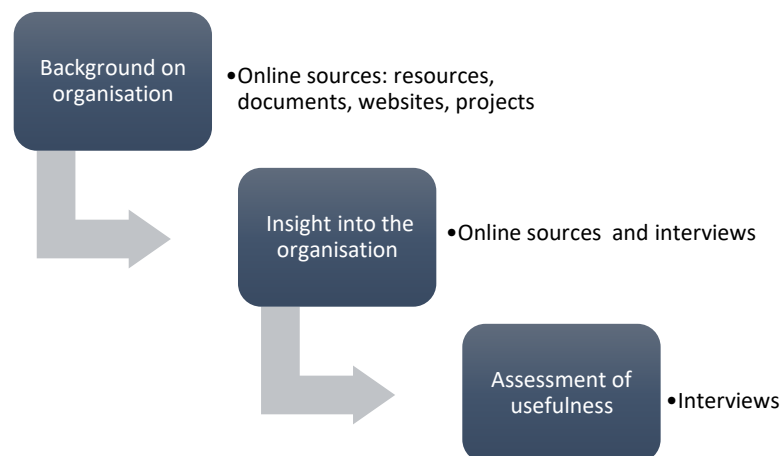 Background on
organisation
•Online sources: resources,
documents, websites, projects
Insight into the
organisation
•Online sources and interviews
Assessment of
usefulness
•Interviews